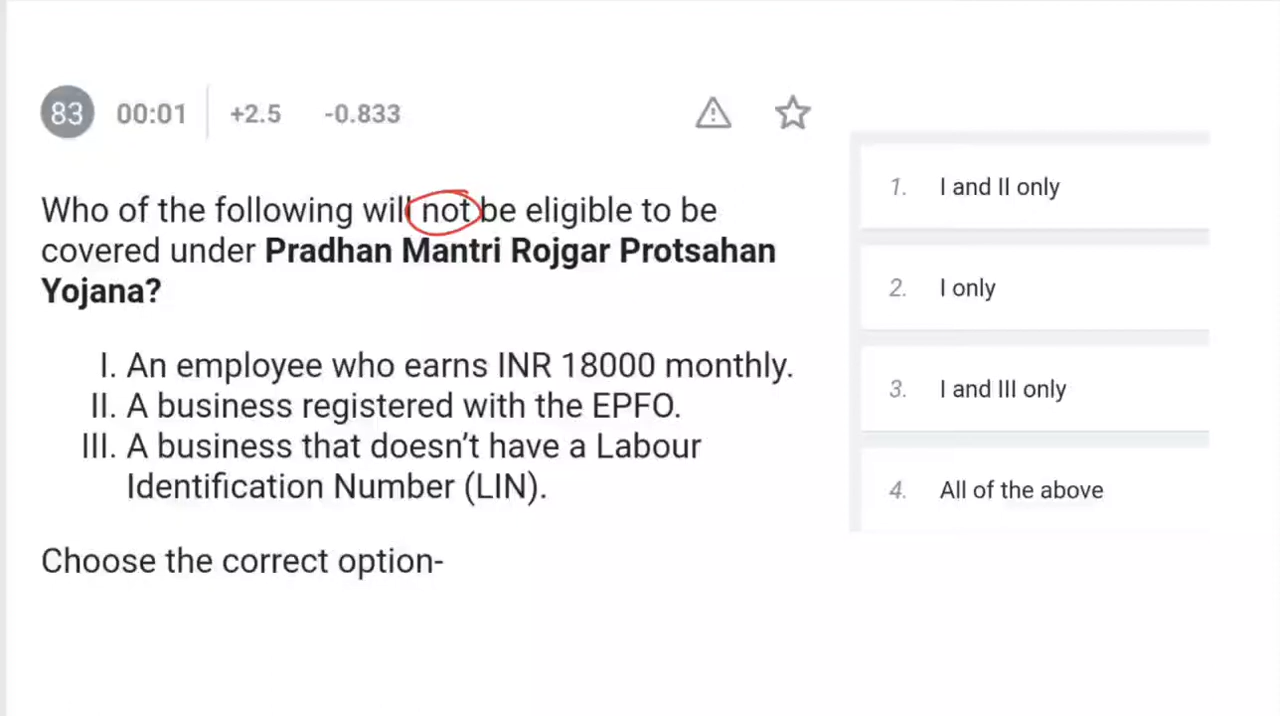 83 00:01 +2.5 -0.833
Who of the following will not be eligible to be
covered under Pradhan Mantri Rojgar Protsahan
Yojana?
I. An employee who earns INR 18000 monthly.
II. A business registered with the EPFO.
III. A business that doesn’t have a Labour
Identification Number (LIN).
Choose the correct option-
1. I and II only
2. I only
3. I and III only
4. All of the above